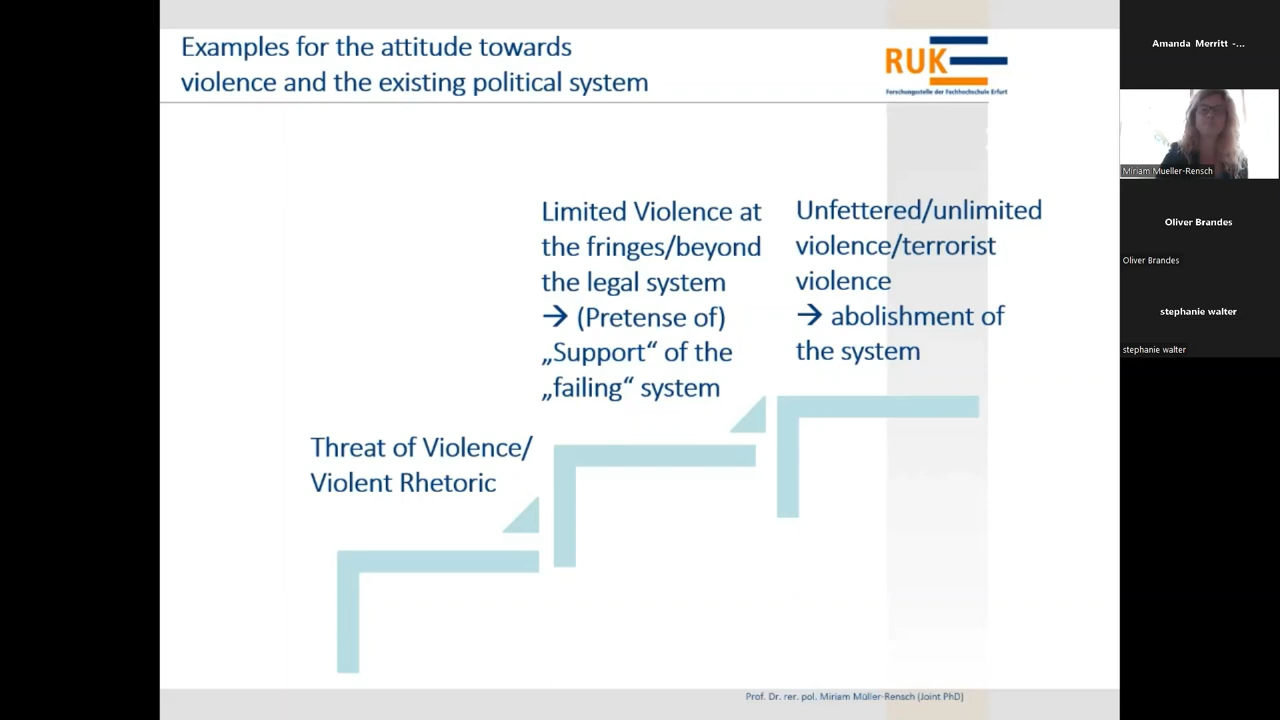 Examples for the attitude towards
violence and the existing political system
RUK
Forschungsstelle der Fachhochschule Erfurt
Limited Violence at
the fringes/beyond
the legal system
→ (Pretense of)
„Support“ of the
„failing“ system
Unfettered/unlimited
violence/terrorist
violence
→ abolishment of
the system
Threat of Violence/
Violent Rhetoric
Prof. Dr. rer. pol. Miriam Müller-Rensch (Joint PhD)
Amanda Merritt -...
Miriam Mueller-Rensch
Oliver Brandes
Oliver Brandes
stephanie walter
stephanie walter